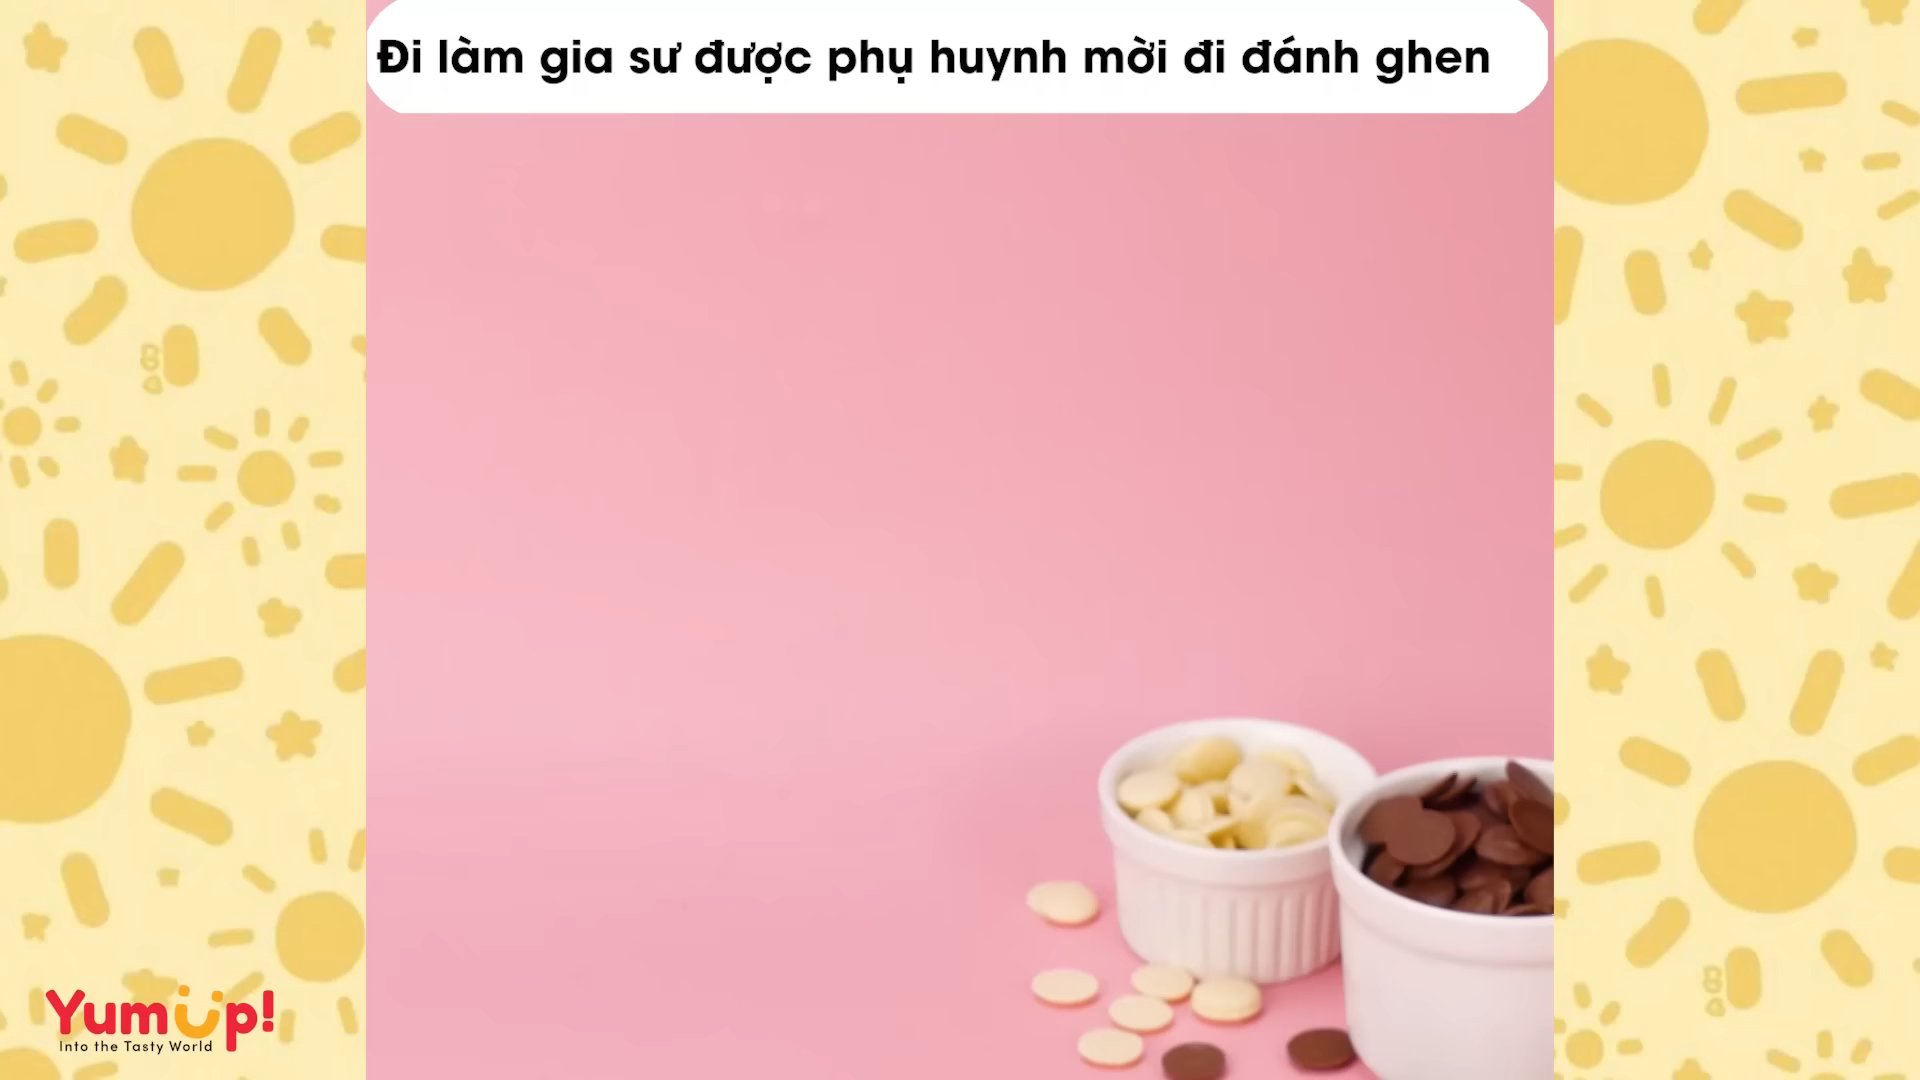 Đi làm gia sư được phụ huynh mời đi đánh ghen
YumUp!
Into the Tasty World